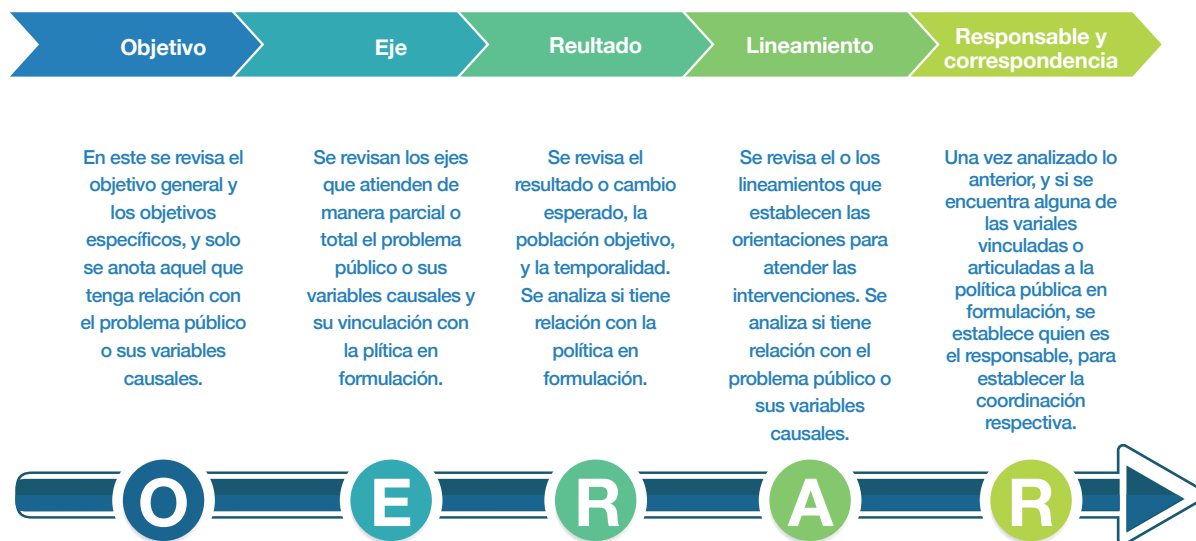 Objetivo
Eje
Reultado
Lineamiento
Responsable y
correspondencia
En este se revisa el
objetivo general y
los objetivos
específicos, y solo
se anota aquel que
tenga relación con
el problema público
o sus variables
causales.
Se revisan los ejes
que atienden de
manera parcial o
total el problema
público o sus
variables causales y
su vinculación con
la plítica en
formulación.
Se revisa el
resultado o cambio
esperado, la
población objetivo,
y la temporalidad.
Se analiza si tiene
relación con la
política en
formulación.
Se revisa el o los
lineamientos que
establecen las
orientaciones para
atender las
intervenciones. Se
analiza si tiene
relación con el
problema público o
sus variables
causales.
Una vez analizado lo
anterior, y si se
encuentra alguna de
las variales
vinculadas o
articuladas a la
política pública en
formulación, se
establece quien es
el responsable, para
establecer la
coordinación
respectiva.
O
E
R
A
R